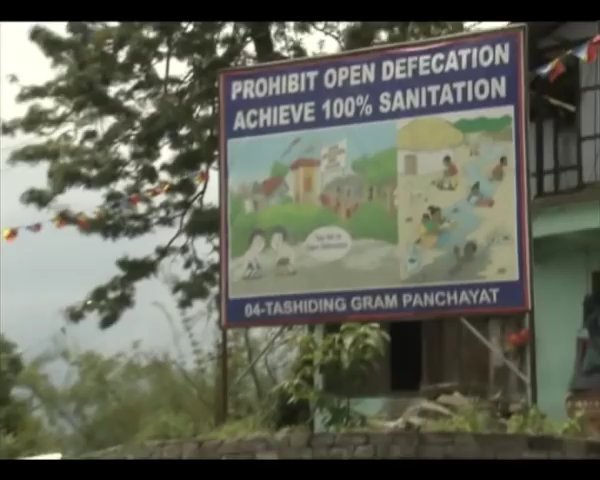 PROHIBIT OPEN DEFECATION
ACHIEVE 100% SANITATION
04-TASHIDING GRAM PANCHAYAT